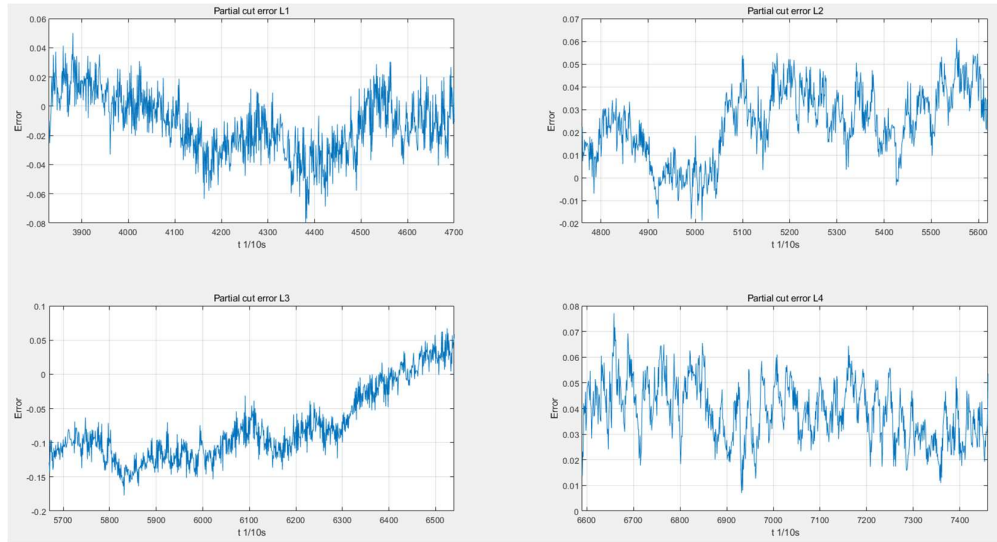 Partial cut error L1
0.06
0.04
0.02
0
-0.02
-0.04
-0.06
-0.08
Error
3900 4000 4100 4200 4300 4400 4500 4600 4700
t 1/10s
Partial cut error L2
0.07
0.06
0.05
0.04
0.03
0.02
0.01
0
-0.01
-0.02
Error
4800 4900 5000 5100 5200 5300 5400 5500 5600
t 1/10s
Partial cut error L3
0.1
0.05
0
-0.05
-0.1
-0.15
-0.2
Error
5700 5800 5900 6000 6100 6200 6300 6400 6500
t 1/10s
Partial cut error L4
0.08
0.07
0.06
0.05
0.04
0.03
0.02
0.01
0
Error
6600 6700 6800 6900 7000 7100 7200 7300 7400
t 1/10s